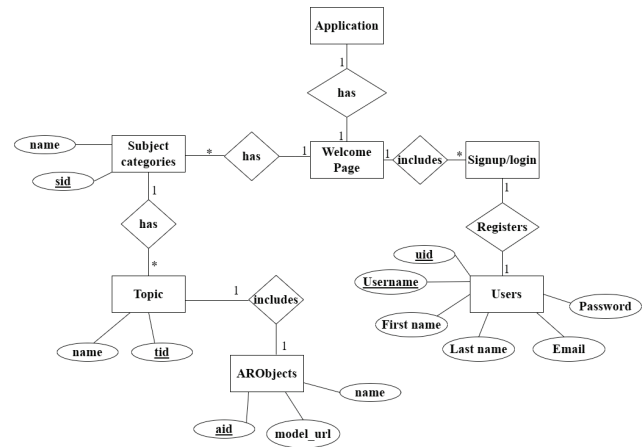 Application
1
has
1
name
Subject
categories
*
has
1
Welcome
Page
1
includes
*
Signup/login
sid
1
1
has
Registers
*
uid
1
Topic
1
includes
Username
Users
Password
First name
name
tid
1
Last name
Email
ARObjects
name
aid
model_url